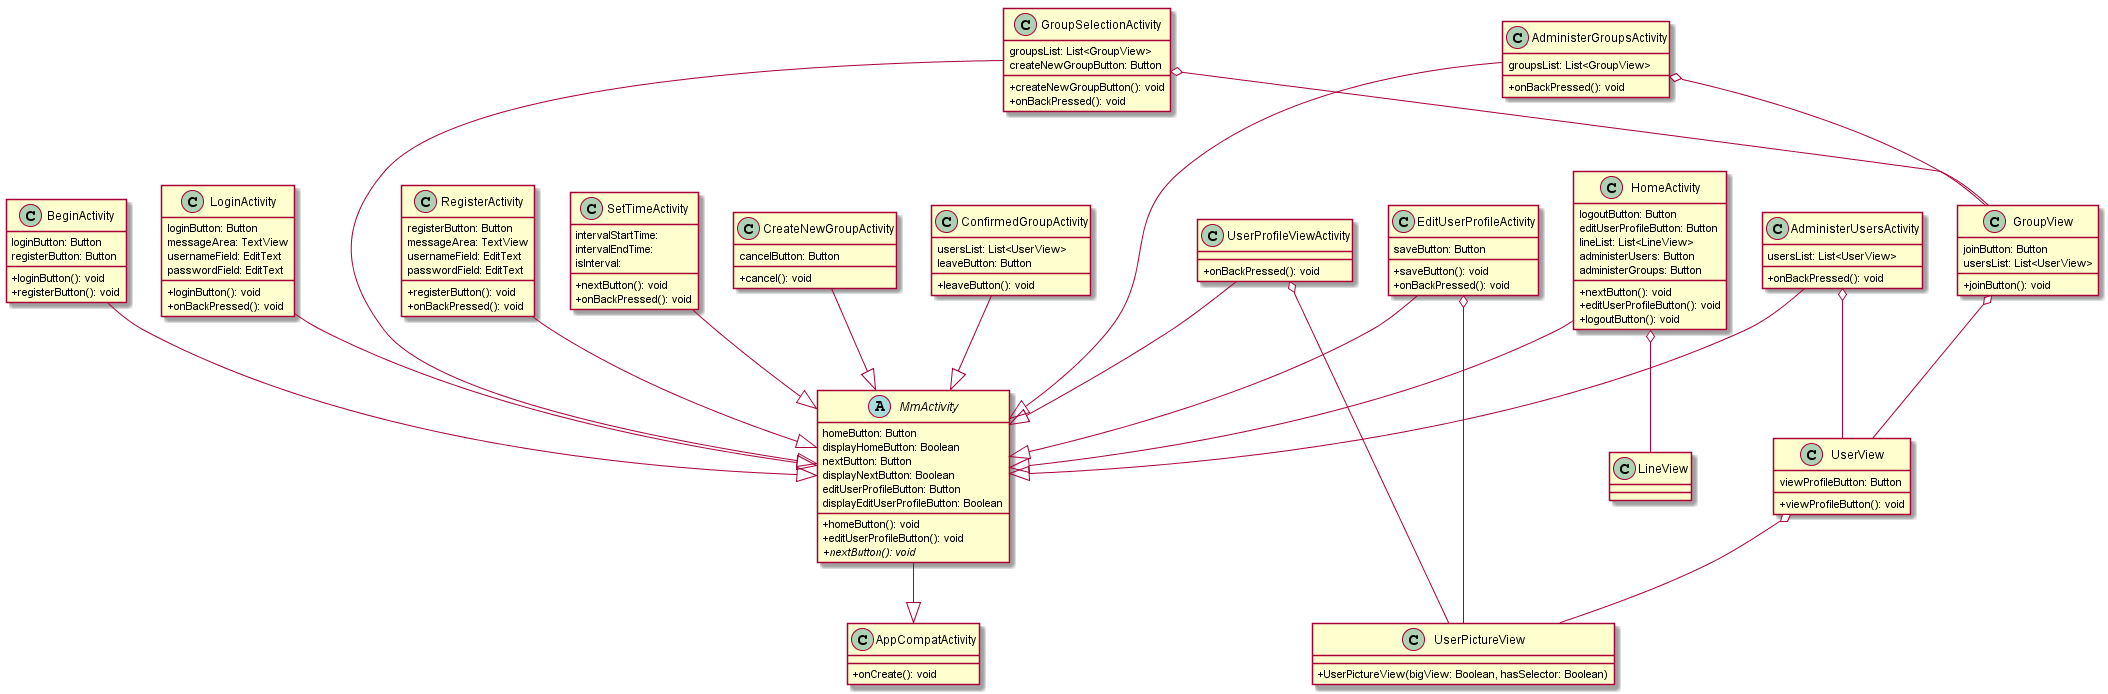 C GroupSelectionActivity
groupsList: List<GroupView>
createNewGroupButton: Button
+createNewGroupButton(): void
+onBackPressed(): void
C AdministerGroupsActivity
groupsList: List<GroupView>
+onBackPressed(): void
C BeginActivity
loginButton: Button
registerButton: Button
+loginButton(): void
+registerButton(): void
C LoginActivity
loginButton: Button
messageArea: TextView
usernameField: EditText
passwordField: EditText
+loginButton(): void
+onBackPressed(): void
C RegisterActivity
registerButton: Button
messageArea: TextView
usernameField: EditText
passwordField: EditText
+registerButton(): void
+onBackPressed(): void
C SetTimeActivity
intervalStartTime:
intervalEndTime:
isInterval:
+nextButton(): void
+onBackPressed(): void
C CreateNewGroupActivity
cancelButton: Button
+cancel(): void
C ConfirmedGroupActivity
usersList: List<UserView>
leaveButton: Button
+leaveButton(): void
C UserProfileViewActivity
+onBackPressed(): void
C EditUserProfileActivity
saveButton: Button
+saveButton(): void
+onBackPressed(): void
C HomeActivity
logoutButton: Button
editUserProfileButton: Button
lineList: List<LineView>
administerUsers: Button
administerGroups: Button
+nextButton(): void
+editUserProfileButton(): void
+logoutButton(): void
C AdministerUsersActivity
usersList: List<UserView>
+onBackPressed(): void
C GroupView
joinButton: Button
usersList: List<UserView>
+joinButton(): void
A MmActivity
homeButton: Button
displayHomeButton: Boolean
nextButton: Button
displayNextButton: Boolean
editUserProfileButton: Button
displayEditUserProfileButton: Boolean
+homeButton(): void
+editUserProfileButton(): void
+nextButton(): void
C LineView
C UserView
viewProfileButton: Button
+viewProfileButton(): void
C AppCompatActivity
+onCreate(): void
C UserPictureView
+UserPictureView(bigView: Boolean, hasSelector: Boolean)